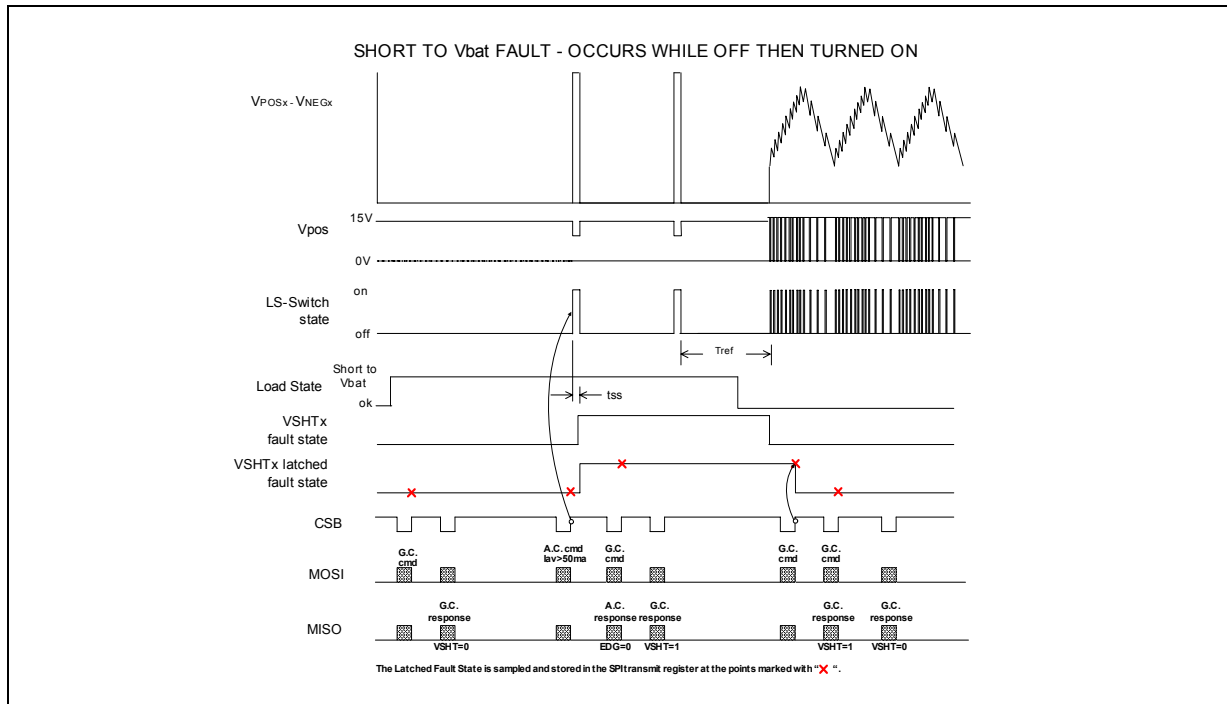 SHORT TO Vbat FAULT - OCCURS WHILE OFF THEN TURNED ON
VPOSx - VNEGx
15V
Vpos
0V
on
LS-Switch
state
off
Tref
Short to
Vbat
Load State
ok
tss
VSHTx
fault state
VSHTx latched
fault state
CSB
G.C.
cmd
A.C. cmd
Iav>50ma
G.C.
cmd
G.C.
cmd
G.C.
cmd
MOSI
G.C.
response
A.C.
response
G.C.
response
G.C.
response
G.C.
response
MISO
VSHT=0
EDG=0
VSHT=1
VSHT=1
VSHT=0
The Latched Fault State is sampled and stored in the SPI transmit register at the points marked with "X ".